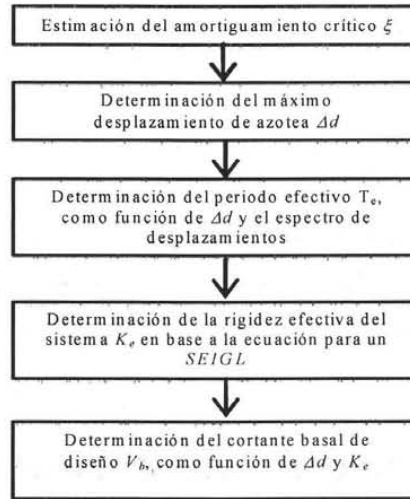 Estimación del amortiguamiento crítico ξ
Determinación del máximo
desplazamiento de azotea Δd
Determinación del periodo efectivo Te,
como función de Δd y el espectro de
desplazamientos
Determinación de la rigidez efectiva del
sistema Ke en base a la ecuación para un
SE1GL
Determinación del cortante basal de
diseño Vb, como función de Δd y Ke